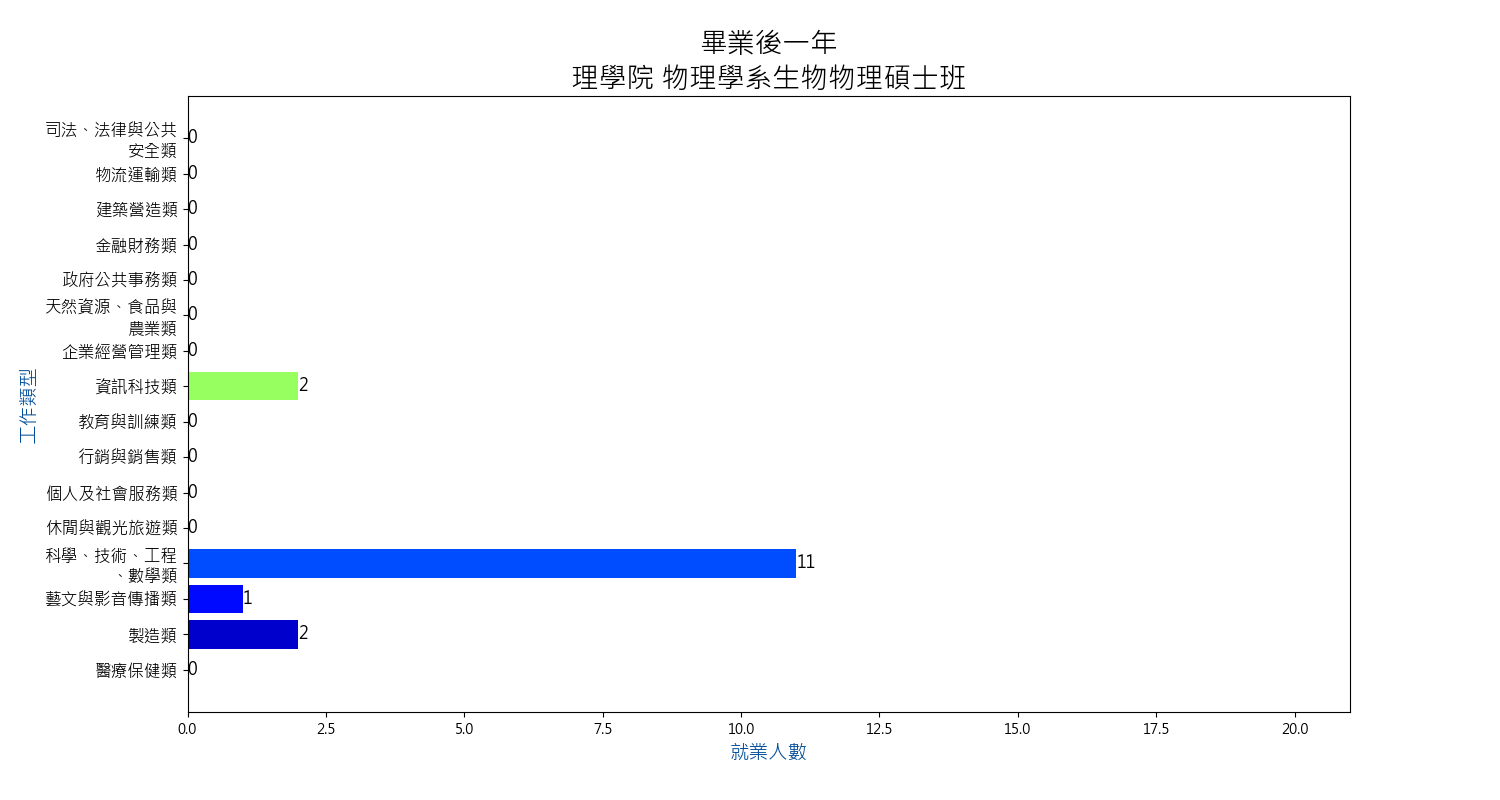 畢業後一年
理學院 物理學系生物物理碩士班
司法、法律與公共
安全類
0
物流運輸類
0
建築營造類
0
金融財務類
0
政府公共事務類
0
天然資源、食品與
農業類
0
企業經營管理類
0
資訊科技類
2
教育與訓練類
0
行銷與銷售類
0
個人及社會服務類
0
休閒與觀光旅遊類
0
科學、技術、工程
、數學類
11
藝文與影音傳播類
1
製造類
2
醫療保健類
0
工作類型
0.0 2.5 5.0 7.5 10.0 12.5 15.0 17.5 20.0
就業人數